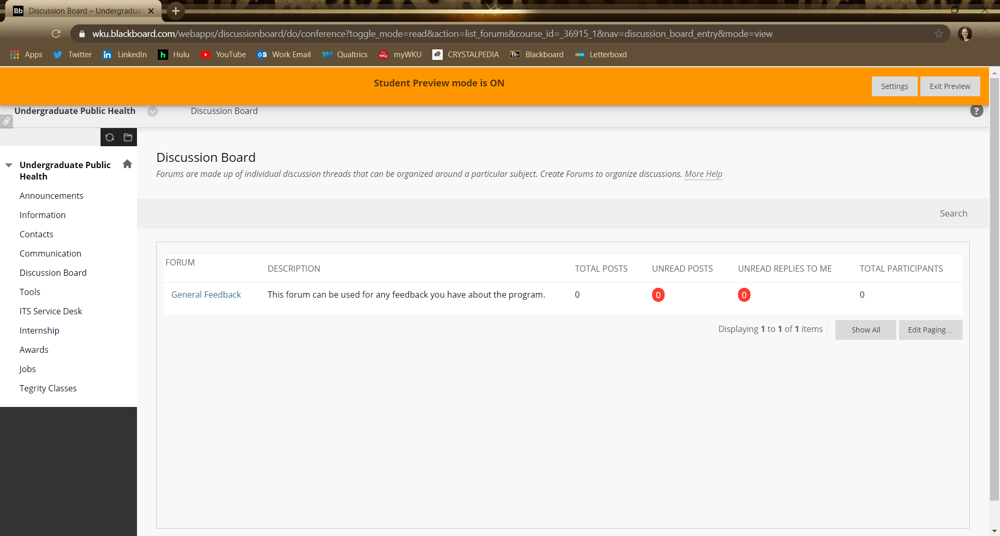 Bb Discussion Board – Undergradua
wku.blackboard.com/webapps/discussionboard/do/conference?toggle_mode=read&action=list_forums&course_id=_36915_1&nav=discussion_board_entry&mode=view
Apps Twitter in LinkedIn h Hulu YouTube Work Email XM Qualtrics my WKU myWKU CRYSTALPEDIA Bb Blackboard Letterboxd
Student Preview mode is ON
Settings Exit Preview
Undergraduate Public Health Discussion Board ?
Undergraduate Public
Health
Announcements
Information
Contacts
Communication
Discussion Board
Tools
ITS Service Desk
Internship
Awards
Jobs
Tegrity Classes
Discussion Board
Forums are made up of individual discussion threads that can be organized around a particular subject. Create Forums to organize discussions. More Help
Search
FORUM DESCRIPTION TOTAL POSTS UNREAD POSTS UNREAD REPLIES TO ME TOTAL PARTICIPANTS
General Feedback This forum can be used for any feedback you have about the program. 0 0 0 0
Displaying 1 to 1 of 1 items Show All Edit Paging...